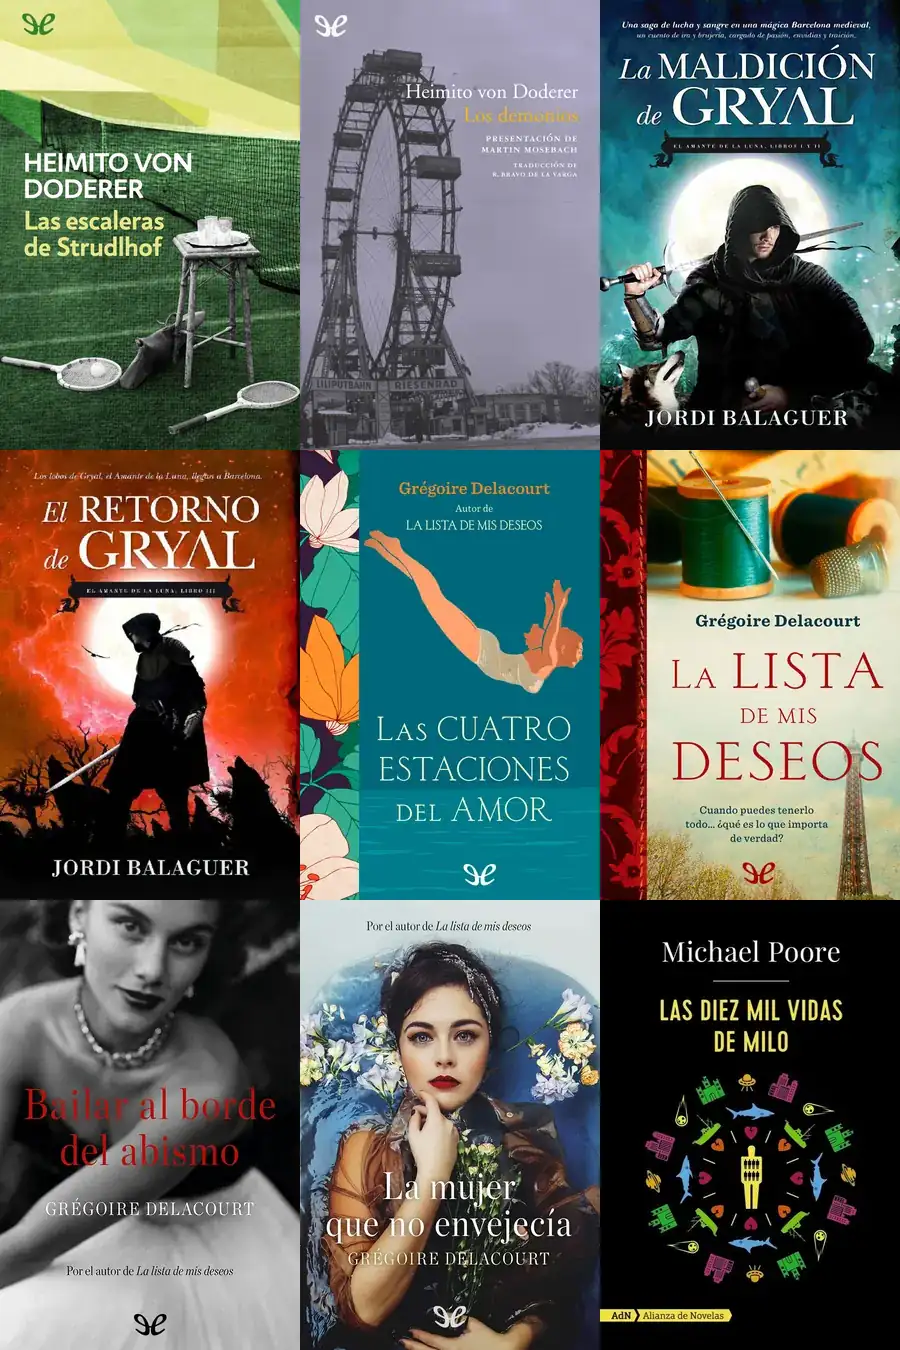 HEIMITO VON
DODERER
Las escaleras
de Strudlhof
Heimito von Doderer
Los demonios
PRESENTACIÓN DE
MARTIN MOSEBACH
TRADUCCIÓN DE
R. BRAVO DE LA VARGA
LILIPUTBAHN
RIESENRAD
Una saga de lucha y sangre en una mágica Barcelona medieval,
un cuento de ira y brujería, cargado de pasión, envidias y traición.
La MALDICIÓN
de GRYAL
EL AMANTE DE LA LUNA, LIBROS I Y II
JORDI BALAGUER
Los lobos de Gryal, el Amante de la Luna, llegan a Barcelona.
El RETORNO
de GRYAL
EL AMANTE DE LA LUNA, LIBRO III
JORDI BALAGUER
Grégoire Delacourt
Autor de
LA LISTA DE MIS DESEOS
LAS CUATRO
ESTACIONES
DEL AMOR
Grégoire Delacourt
LA LISTA
DE MIS
DESEOS
Cuando puedes tenerlo
todo... ¿qué es lo que importa
de verdad?
Bailar al borde
del abismo
GRÉGOIRE DELACOURT
Por el autor de La lista de mis deseos
Por el autor de La lista de mis deseos
La mujer
que no envejecía
GRÉGOIRE DELACOURT
Michael Poore
LAS DIEZ MIL VIDAS
DE MILO
AdN Alianza de Novelas